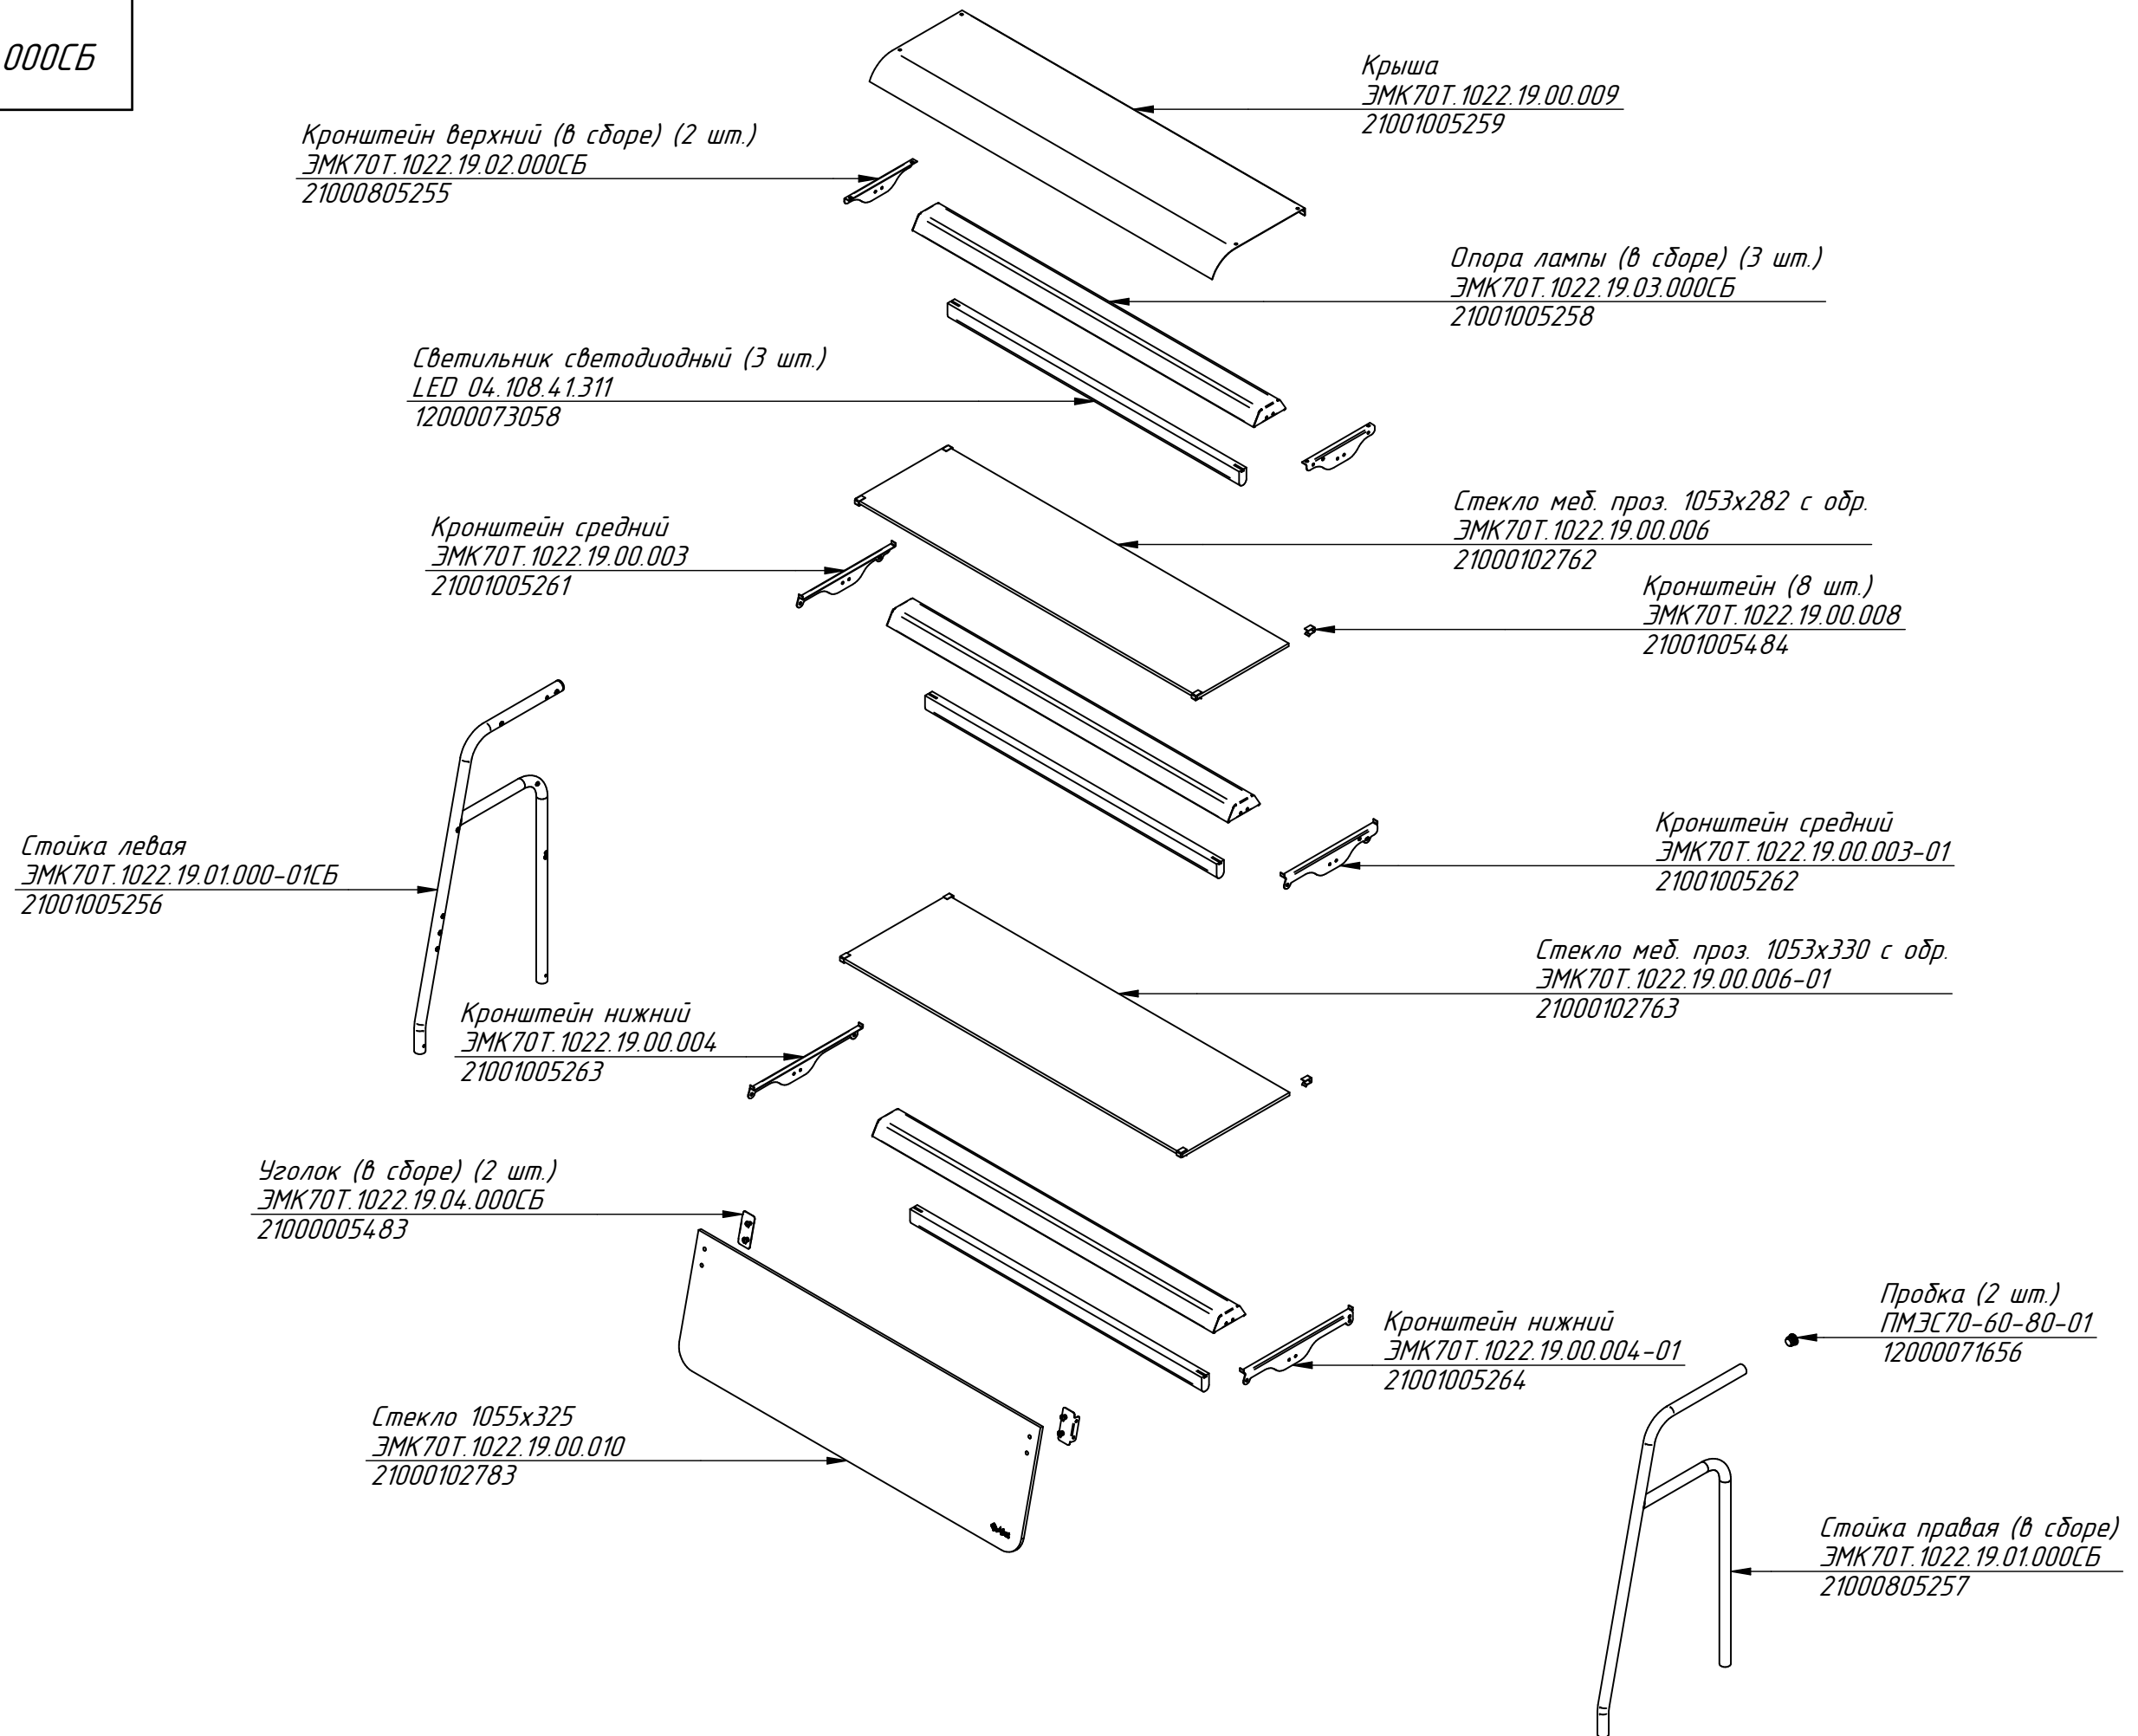 000СБ
Крыша
ЭМК70Т.1022.19.00.009
21001005259
Кронштейн верхний (в сборе) (2 шт.)
ЭМК70Т.1022.19.02.000СБ
21000805255
Опора лампы (в сборе) (3 шт.)
ЭМК70Т.1022.19.03.000СБ
21001005258
Светильник светодиодный (3 шт.)
LED 04.108.41.311
12000073058
Стекло меб. проз. 1053х282 с обр.
ЭМК70Т.1022.19.00.006
21000102762
Кронштейн средний
ЭМК70Т.1022.19.00.003
21001005261
Кронштейн (8 шт.)
ЭМК70Т.1022.19.00.008
21001005484
Стойка левая
ЭМК70Т.1022.19.01.000-01СБ
21001005256
Кронштейн средний
ЭМК70Т.1022.19.00.003-01
21001005262
Стекло меб. проз. 1053х330 с обр.
ЭМК70Т.1022.19.00.006-01
21000102763
Кронштейн нижний
ЭМК70Т.1022.19.00.004
21001005263
Уголок (в сборе) (2 шт.)
ЭМК70Т.1022.19.04.000СБ
21000005483
Пробка (2 шт.)
ПМЭС70-60-80-01
12000071656
Кронштейн нижний
ЭМК70Т.1022.19.00.004-01
21001005264
Стекло 1055х325
ЭМК70Т.1022.19.00.010
21000102783
Стойка правая (в сборе)
ЭМК70Т.1022.19.01.000СБ
21000805257